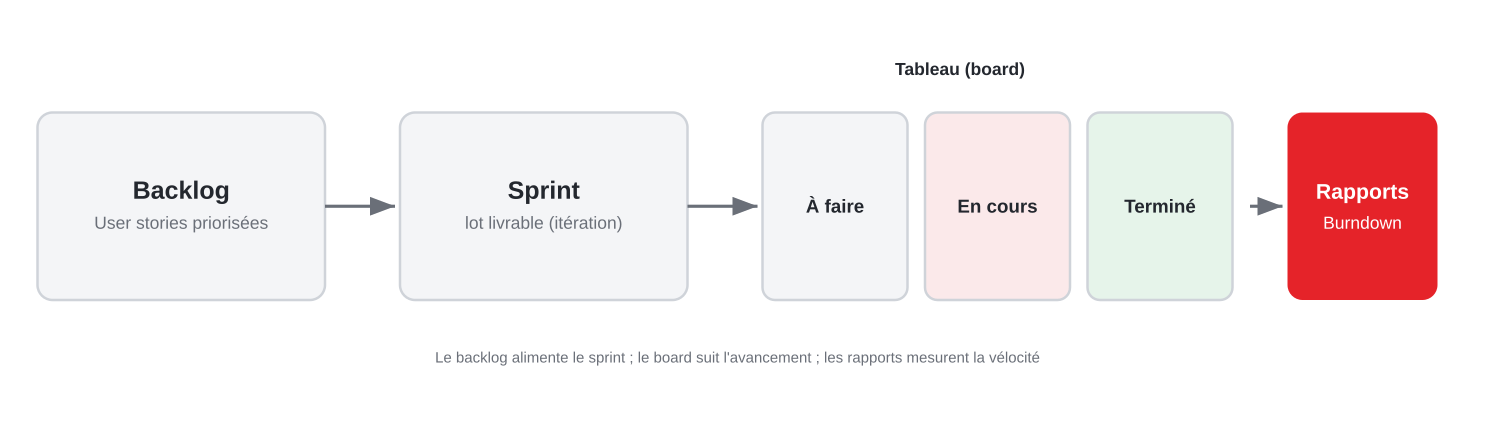 Tableau (board)
Backlog
User stories priorisées
Sprint
lot livrable (itération)
À faire
En cours
Terminé
Rapports
Burndown
Le backlog alimente le sprint ; le board suit l'avancement ; les rapports mesurent la vélocité